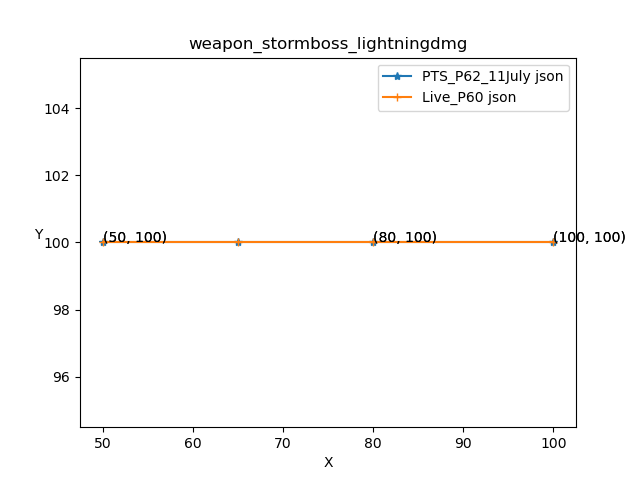 weapon_stormboss_lightningdmg
PTS_P62_11July json
Live_P60 json
104
102
Y
100
98
96
(50, 100)
(80, 100)
(100, 100)
50
60
70
80
90
100
X